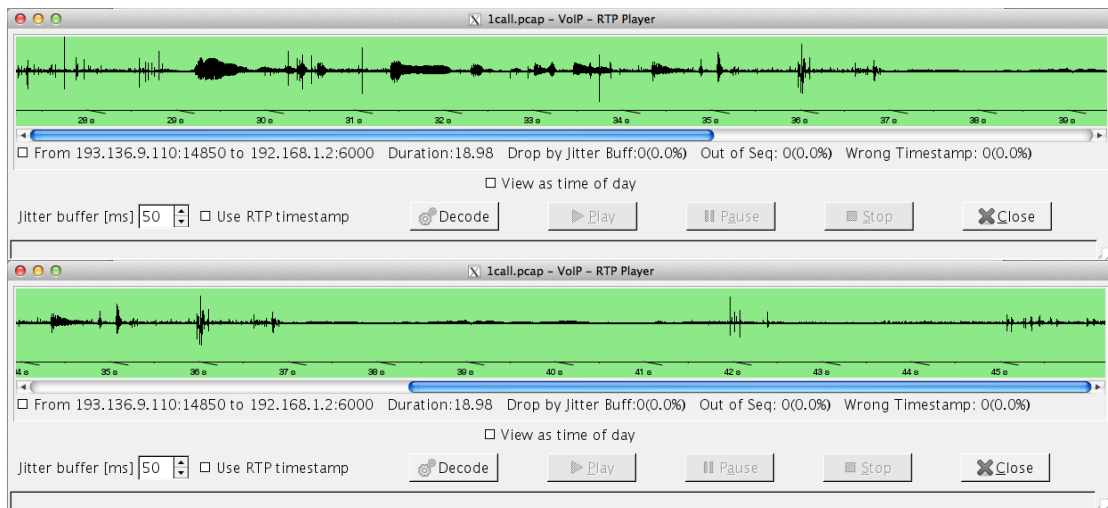 1call.pcap – VoIP – RTP Player
28 s 29 s 30 s 31 s 32 s 33 s 34 s 35 s 36 s 37 s 38 s 39 s
From 193.136.9.110:14850 to 192.168.1.2:6000 Duration:18.98 Drop by Jitter Buff:0(0.0%) Out of Seq: 0(0.0%) Wrong Timestamp: 0(0.0%)
View as time of day
Jitter buffer [ms] 50 Use RTP timestamp Decode Play Pause Stop Close
1call.pcap – VoIP – RTP Player
4 s 35 s 36 s 37 s 38 s 39 s 40 s 41 s 42 s 43 s 44 s 45 s
From 193.136.9.110:14850 to 192.168.1.2:6000 Duration:18.98 Drop by Jitter Buff:0(0.0%) Out of Seq: 0(0.0%) Wrong Timestamp: 0(0.0%)
View as time of day
Jitter buffer [ms] 50 Use RTP timestamp Decode Play Pause Stop Close